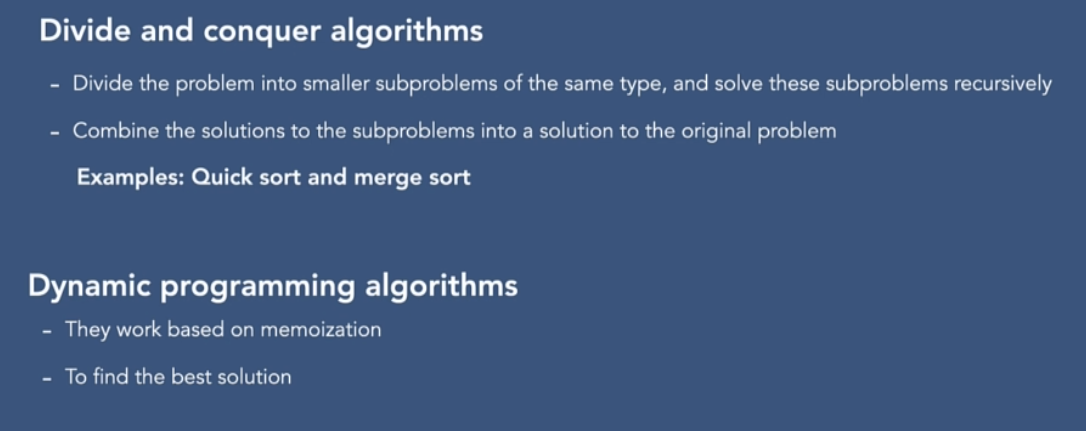 Divide and conquer algorithms
- Divide the problem into smaller subproblems of the same type, and solve these subproblems recursively
- Combine the solutions to the subproblems into a solution to the original problem
Examples: Quick sort and merge sort
Dynamic programming algorithms
- They work based on memoization
- To find the best solution